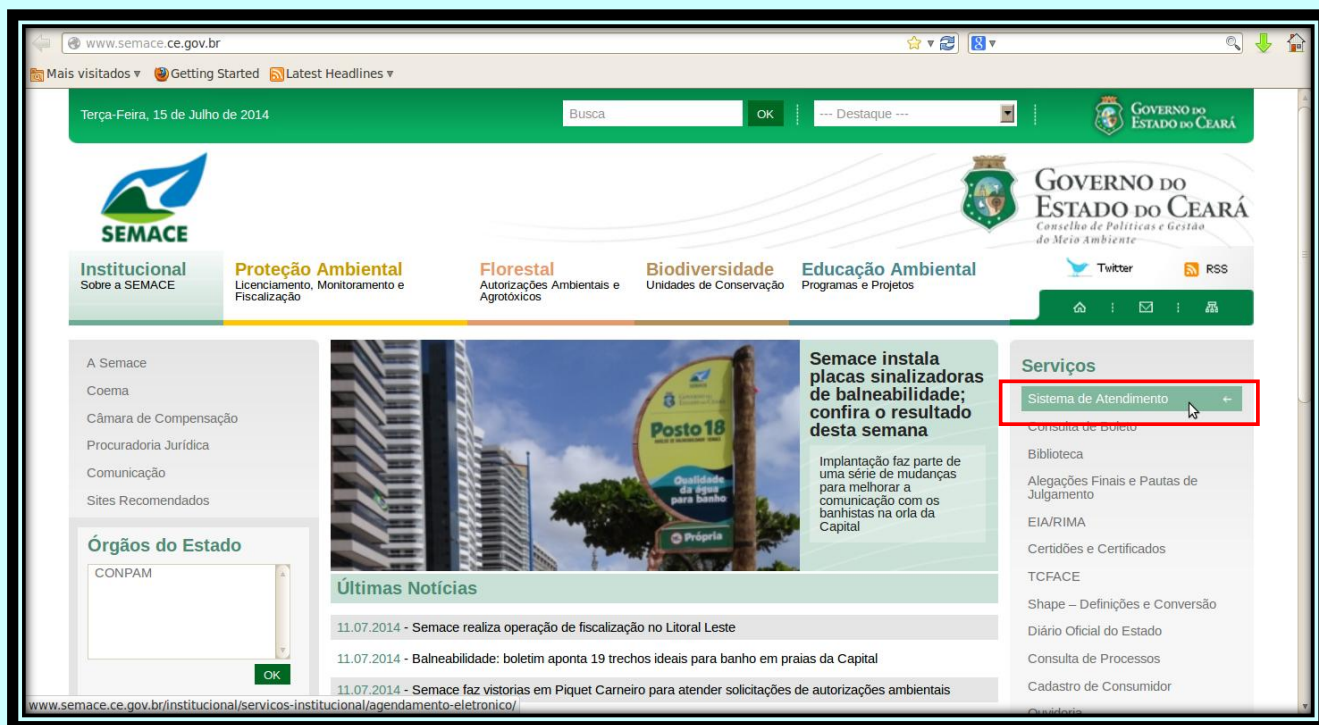 www.semace.ce.gov.br
Mais visitados
Getting Started
Latest Headlines
Terça-Feira, 15 de Julho de 2014
Busca
OK
--- Destaque ---
GOVERNO DO
ESTADO DO CEARÁ
SEMACE
GOVERNO DO
ESTADO DO CEARÁ
Conselho de Políticas e Gestão
do Meio Ambiente
Institucional
Sobre a SEMACE
Proteção Ambiental
Licenciamento, Monitoramento e
Fiscalização
Florestal
Autorizações Ambientais e
Agrotóxicos
Biodiversidade
Unidades de Conservação
Educação Ambiental
Programas e Projetos
Twitter
RSS
A Semace
Coema
Câmara de Compensação
Procuradoria Jurídica
Comunicação
Sites Recomendados
Órgãos do Estado
CONPAM
OK
Posto 18
Qualidade
da água
para banho
Própria
Semace instala
placas sinalizadoras
de balneabilidade;
confira o resultado
desta semana
Implantação faz parte de
uma série de mudanças
para melhorar a
comunicação com os
banhistas na orla da
Capital
Últimas Notícias
11.07.2014 - Semace realiza operação de fiscalização no Litoral Leste
11.07.2014 - Balneabilidade: boletim aponta 19 trechos ideais para banho em praias da Capital
11.07.2014 - Semace faz vistorias em Piquet Carneiro para atender solicitações de autorizações ambientais
Serviços
Sistema de Atendimento
Consulta de Boleto
Biblioteca
Alegações Finais e Pautas de
Julgamento
EIA/RIMA
Certidões e Certificados
TCFACE
Shape – Definições e Conversão
Diário Oficial do Estado
Consulta de Processos
Cadastro de Consumidor
Ouvidoria
www.semace.ce.gov.br/institucional/servicos-institucional/agendamento-eletronico/